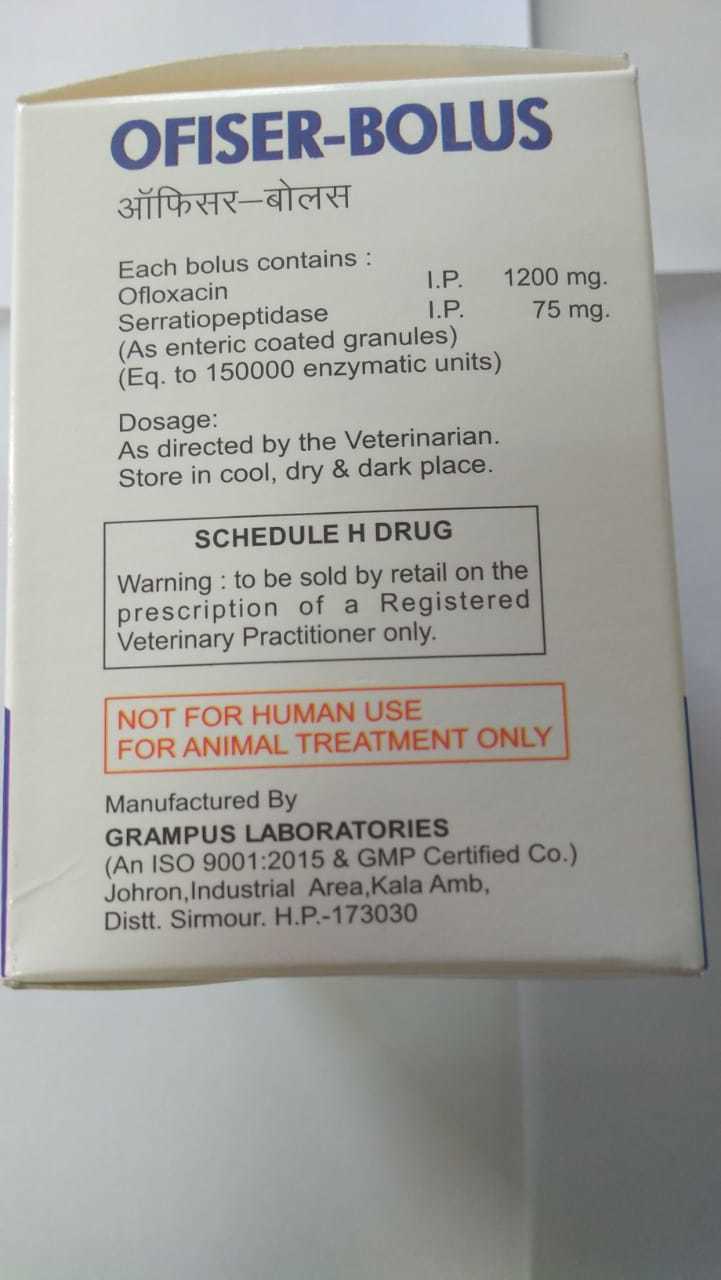 OFISER-BOLUS
ऑफिसर–बोलस
Each bolus contains :
Ofloxacin I.P. 1200 mg.
Serratiopeptidase I.P. 75 mg.
(As enteric coated granules)
(Eq. to 150000 enzymatic units)
Dosage:
As directed by the Veterinarian.
Store in cool, dry & dark place.
SCHEDULE H DRUG
Warning : to be sold by retail on the
prescription of a Registered
Veterinary Practitioner only.
NOT FOR HUMAN USE
FOR ANIMAL TREATMENT ONLY
Manufactured By
GRAMPUS LABORATORIES
(An ISO 9001:2015 & GMP Certified Co.)
Johron,Industrial Area,Kala Amb,
Distt. Sirmour. H.P.-173030